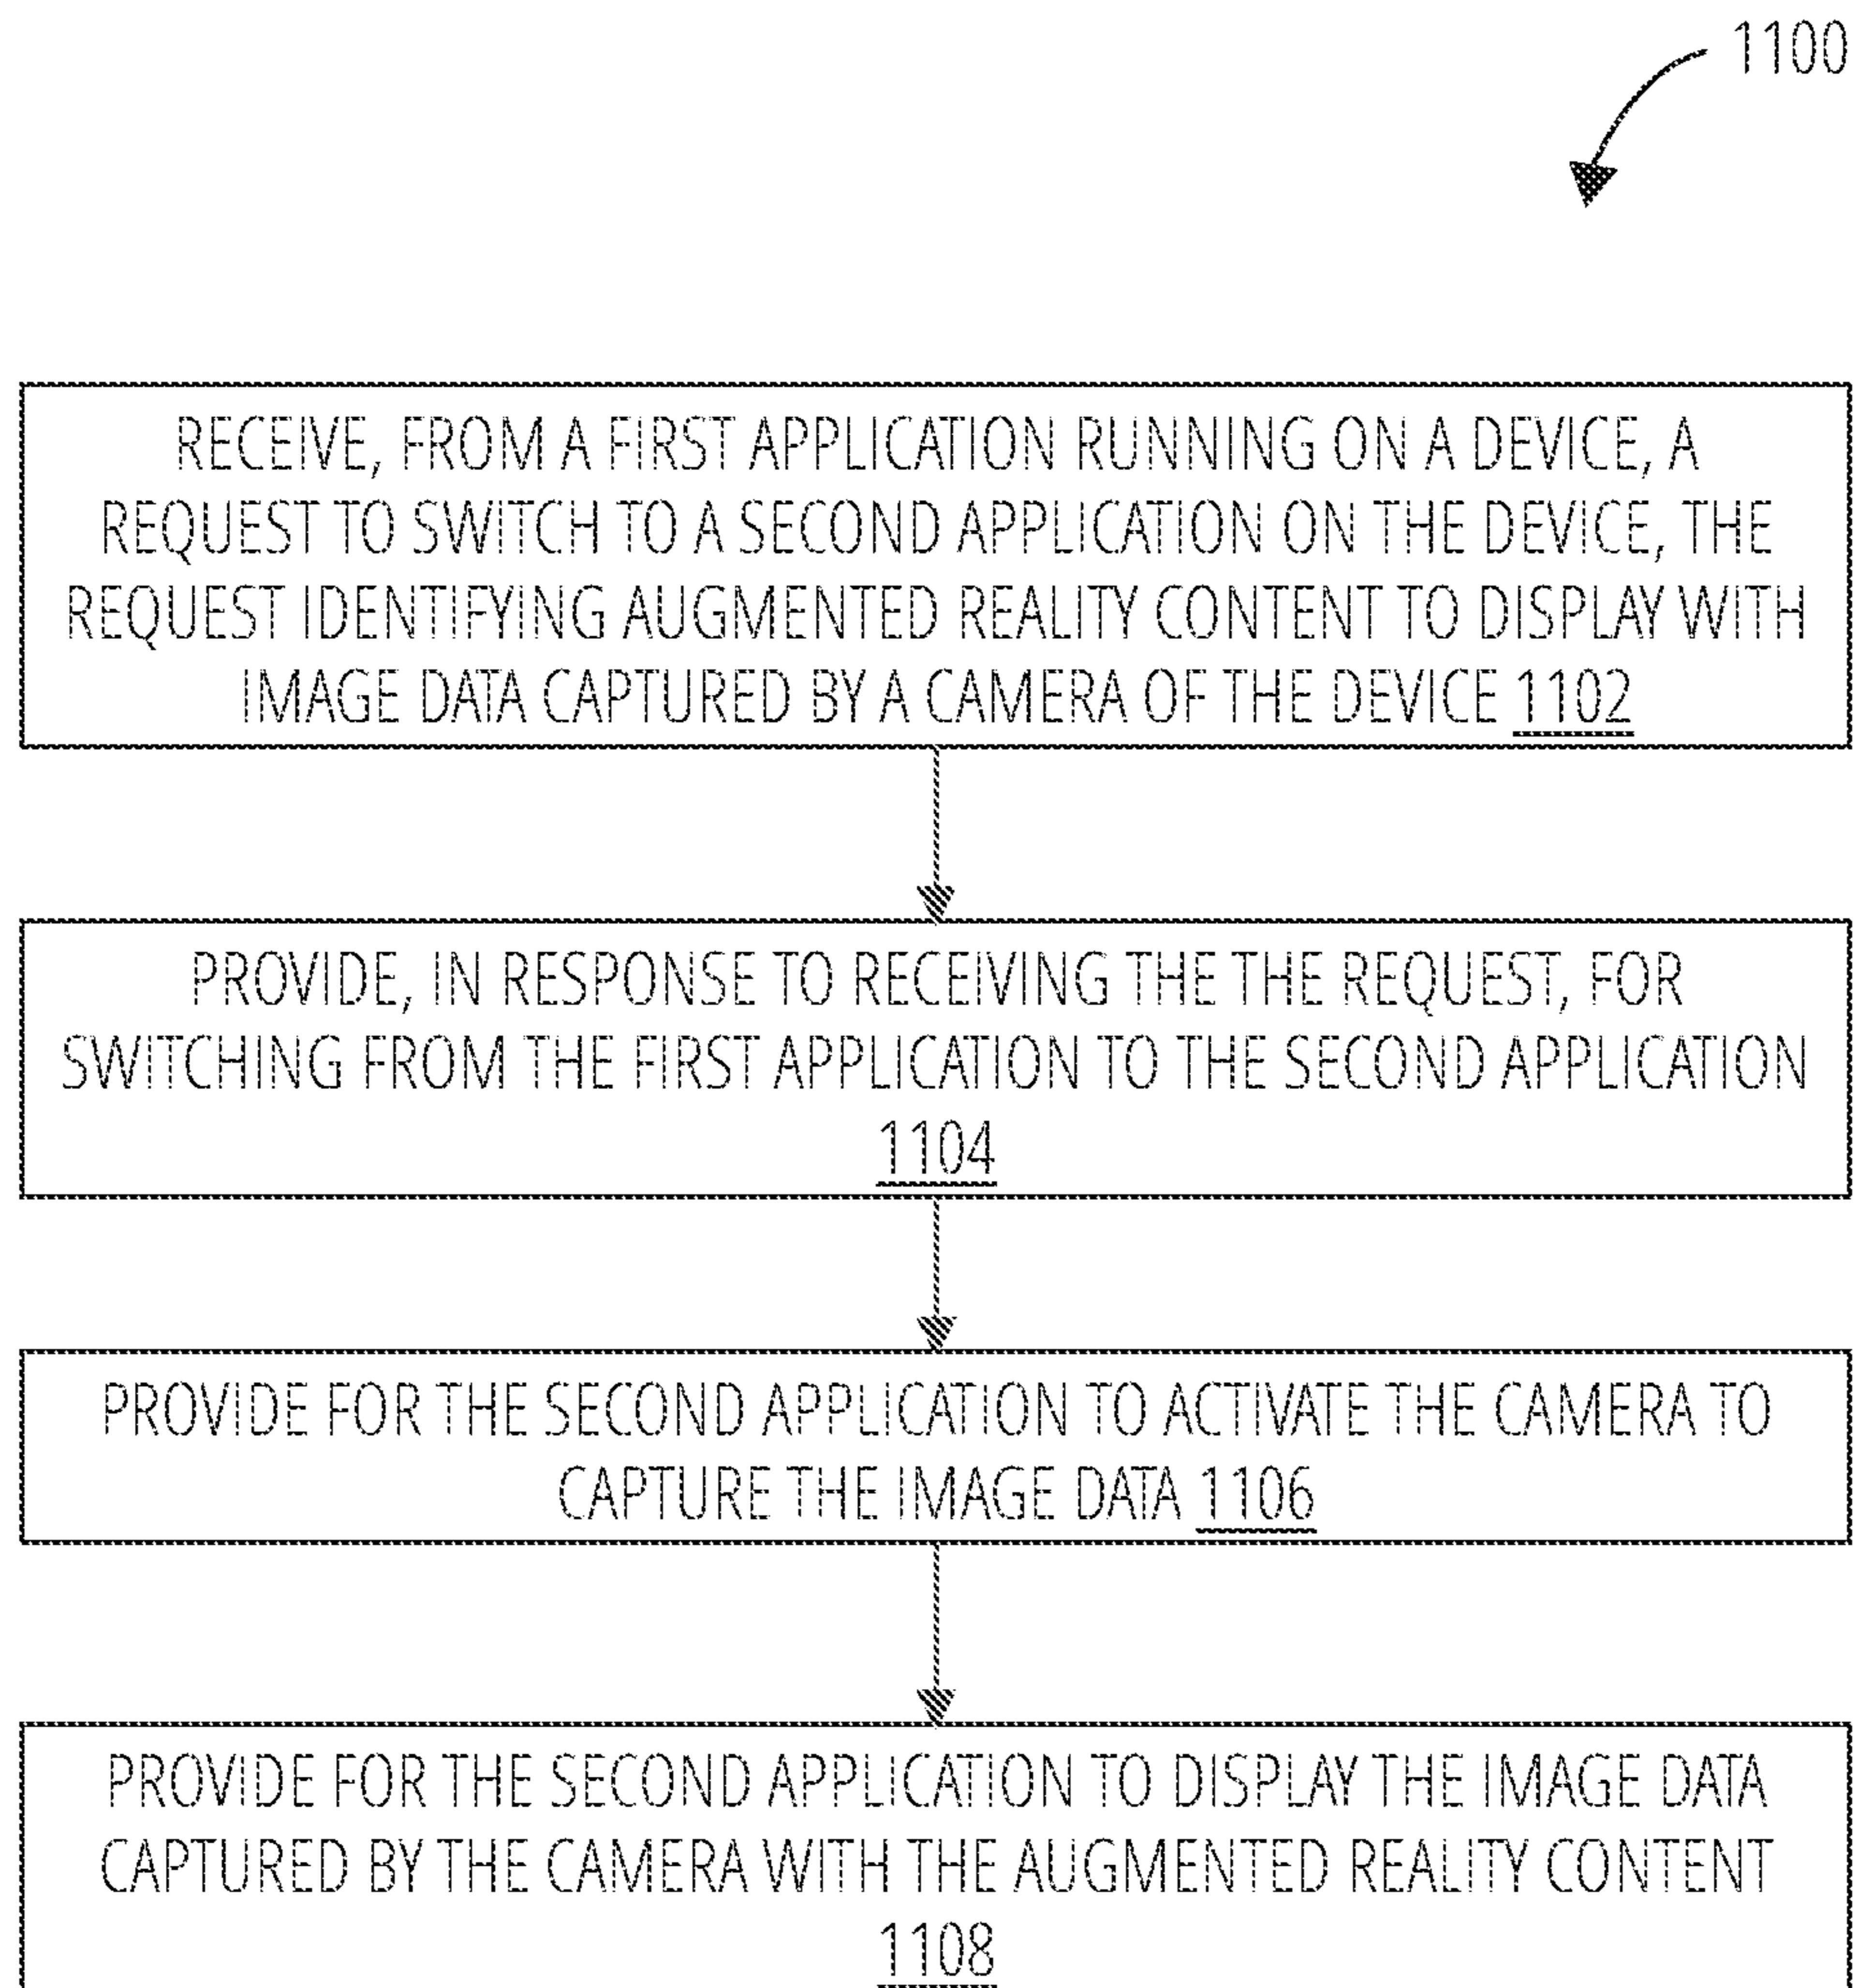 1100
RECEIVE, FROM A FIRST APPLICATION RUNNING ON A DEVICE, A
REQUEST TO SWITCH TO A SECOND APPLICATION ON THE DEVICE, THE
REQUEST IDENTIFYING AUGMENTED REALITY CONTENT TO DISPLAY WITH
IMAGE DATA CAPTURED BY A CAMERA OF THE DEVICE 1102
PROVIDE, IN RESPONSE TO RECEIVING THE THE REQUEST, FOR
SWITCHING FROM THE FIRST APPLICATION TO THE SECOND APPLICATION
1104
PROVIDE FOR THE SECOND APPLICATION TO ACTIVATE THE CAMERA TO
CAPTURE THE IMAGE DATA 1106
PROVIDE FOR THE SECOND APPLICATION TO DISPLAY THE IMAGE DATA
CAPTURED BY THE CAMERA WITH THE AUGMENTED REALITY CONTENT
1108